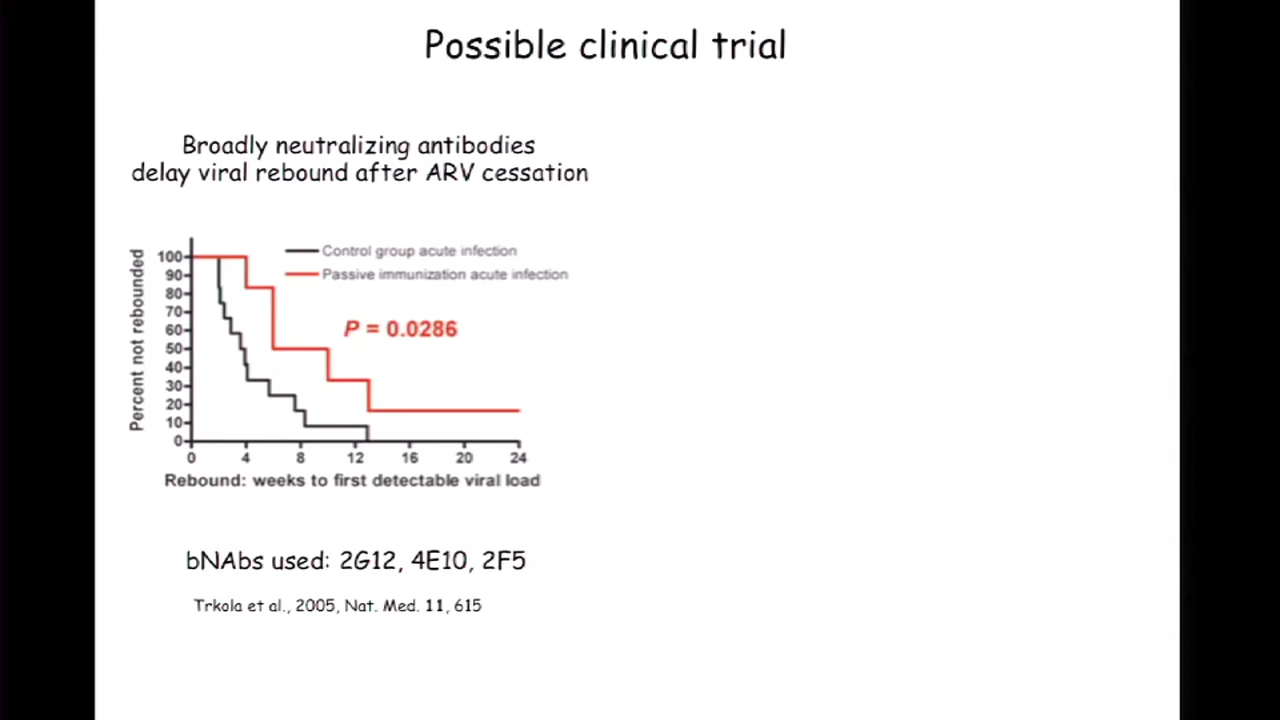 Possible clinical trial
Broadly neutralizing antibodies
delay viral rebound after ARV cessation
Control group acute infection
Passive immunization acute infection
P = 0.0286
Percent not rebounded
100
90
80
70
60
50
40
30
20
10
0
0 4 8 12 16 20 24
Rebound: weeks to first detectable viral load
bNAbs used: 2G12, 4E10, 2F5
Trkola et al., 2005, Nat. Med. 11, 615